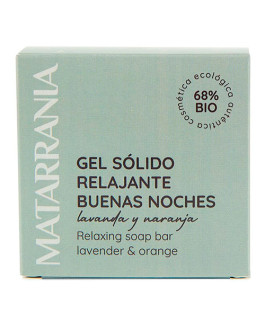 MATARRANIA
cosmética ecológica auténtica
68%
BIO
GEL SÓLIDO
RELAJANTE
BUENAS NOCHES
lavanda y naranja
Relaxing soap bar
lavender & orange